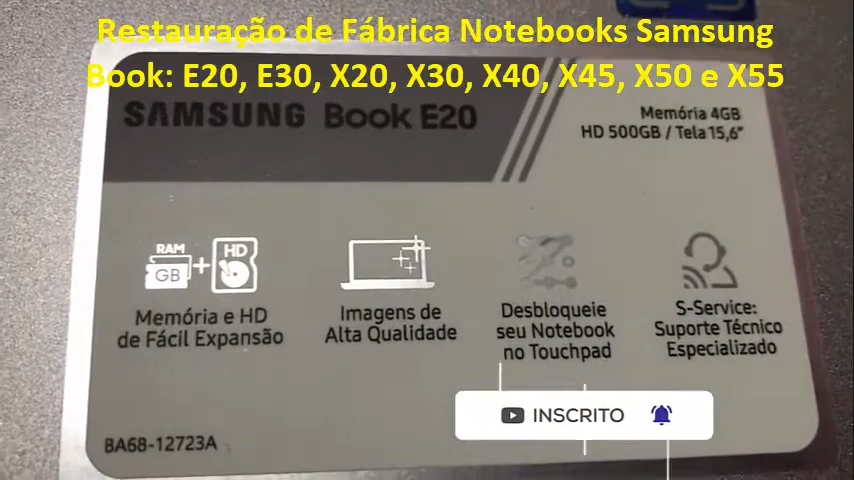 Restauração de Fábrica Notebooks Samsung
Book: E20, E30, X20, X30, X40, X45, X50 e X55
SAMSUNG Book E20
Memória 4GB
HD 500GB / Tela 15,6"
RAM
GB
+
HD
Memória e HD
de Fácil Expansão
Imagens de
Alta Qualidade
Desbloqueie
seu Notebook
no Touchpad
S-Service:
Suporte Técnico
Especializado
INSCRITO
BA68-12723A